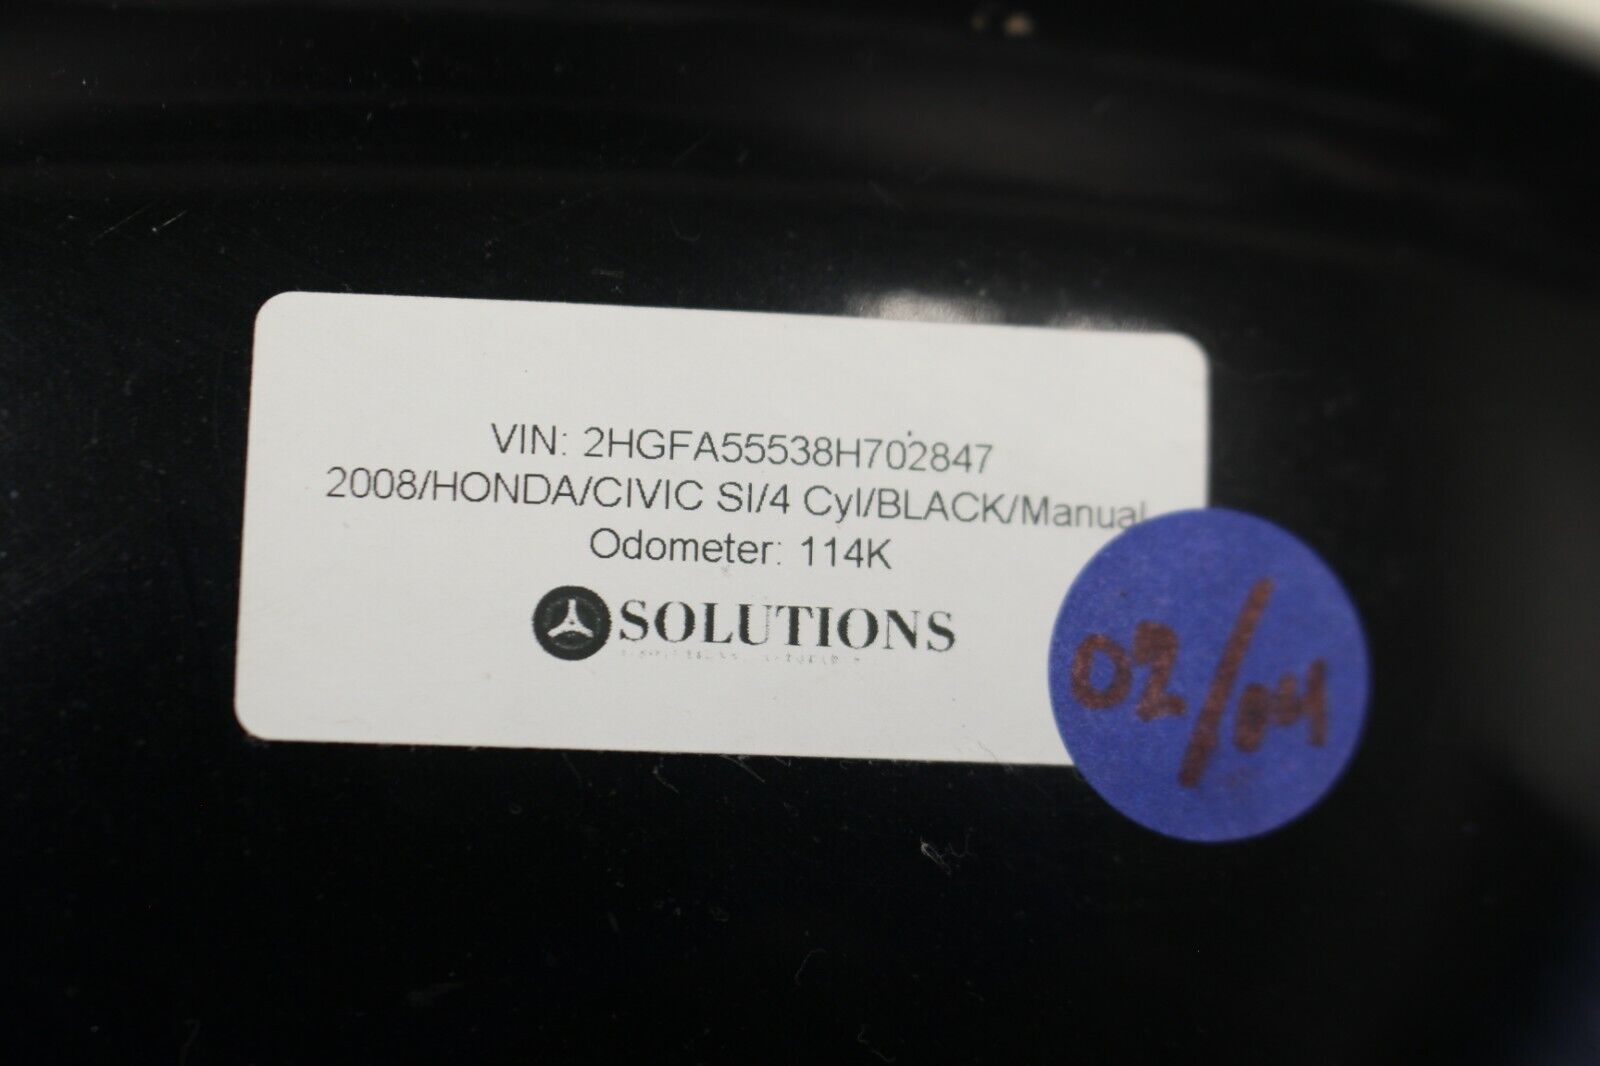 VIN: 2HGFA55538H702847
2008/HONDA/CIVIC SI/4 Cyl/BLACK/Manual
Odometer: 114K
SOLUTIONS
02/04